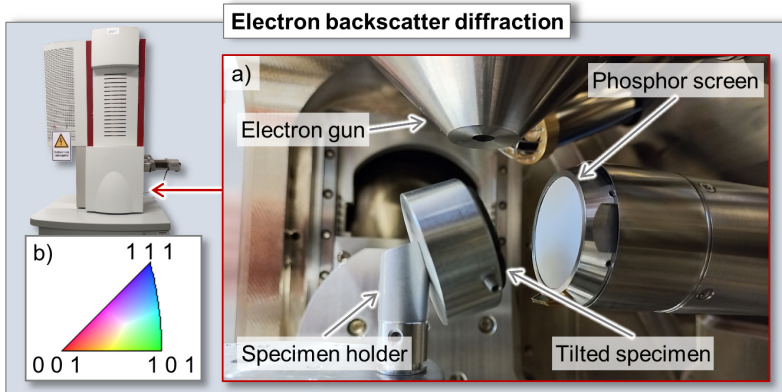 Electron backscatter diffraction
a)
Phosphor screen
Electron gun
b)
1 1 1
0 0 1
1 0 1
Specimen holder
Tilted specimen